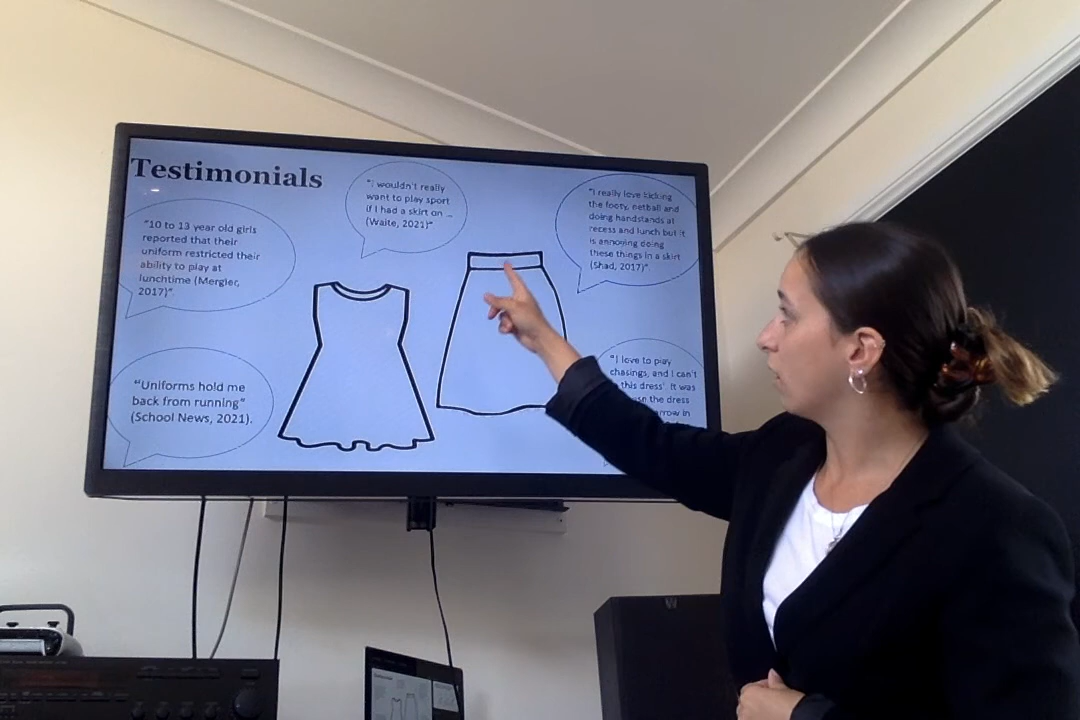 Testimonials
"10 to 13 year old girls
reported that their
uniform restricted their
ability to play at
lunchtime (Mergler,
2017)".
"I wouldn't really
want to play sport
if I had a skirt on ...
(Waite, 2021)"
"I really love kicking
the footy, netball and
doing handstands at
recess and lunch but it
is annoying doing
these things in a skirt
(Shad, 2017)".
"Uniforms hold me
back from running"
(School News, 2021).
"I love to play
chasings, and I can't
this dress'. It was
the dress
in